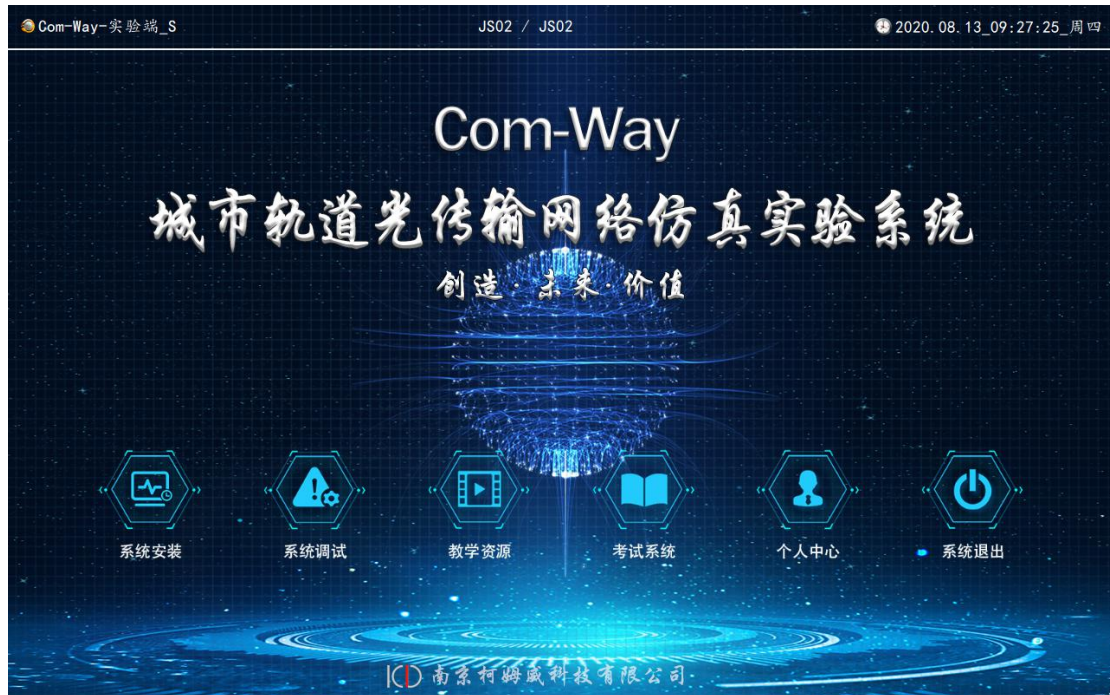 Com-Way-实验端_S JS02 / JS02 2020.08.13_09:27:25_周四
Com-Way
城市轨道光传输网络仿真实验系统
创造·未来·价值
系统安装 系统调试 教学资源 考试系统 个人中心 系统退出
南京柯姆威科技有限公司